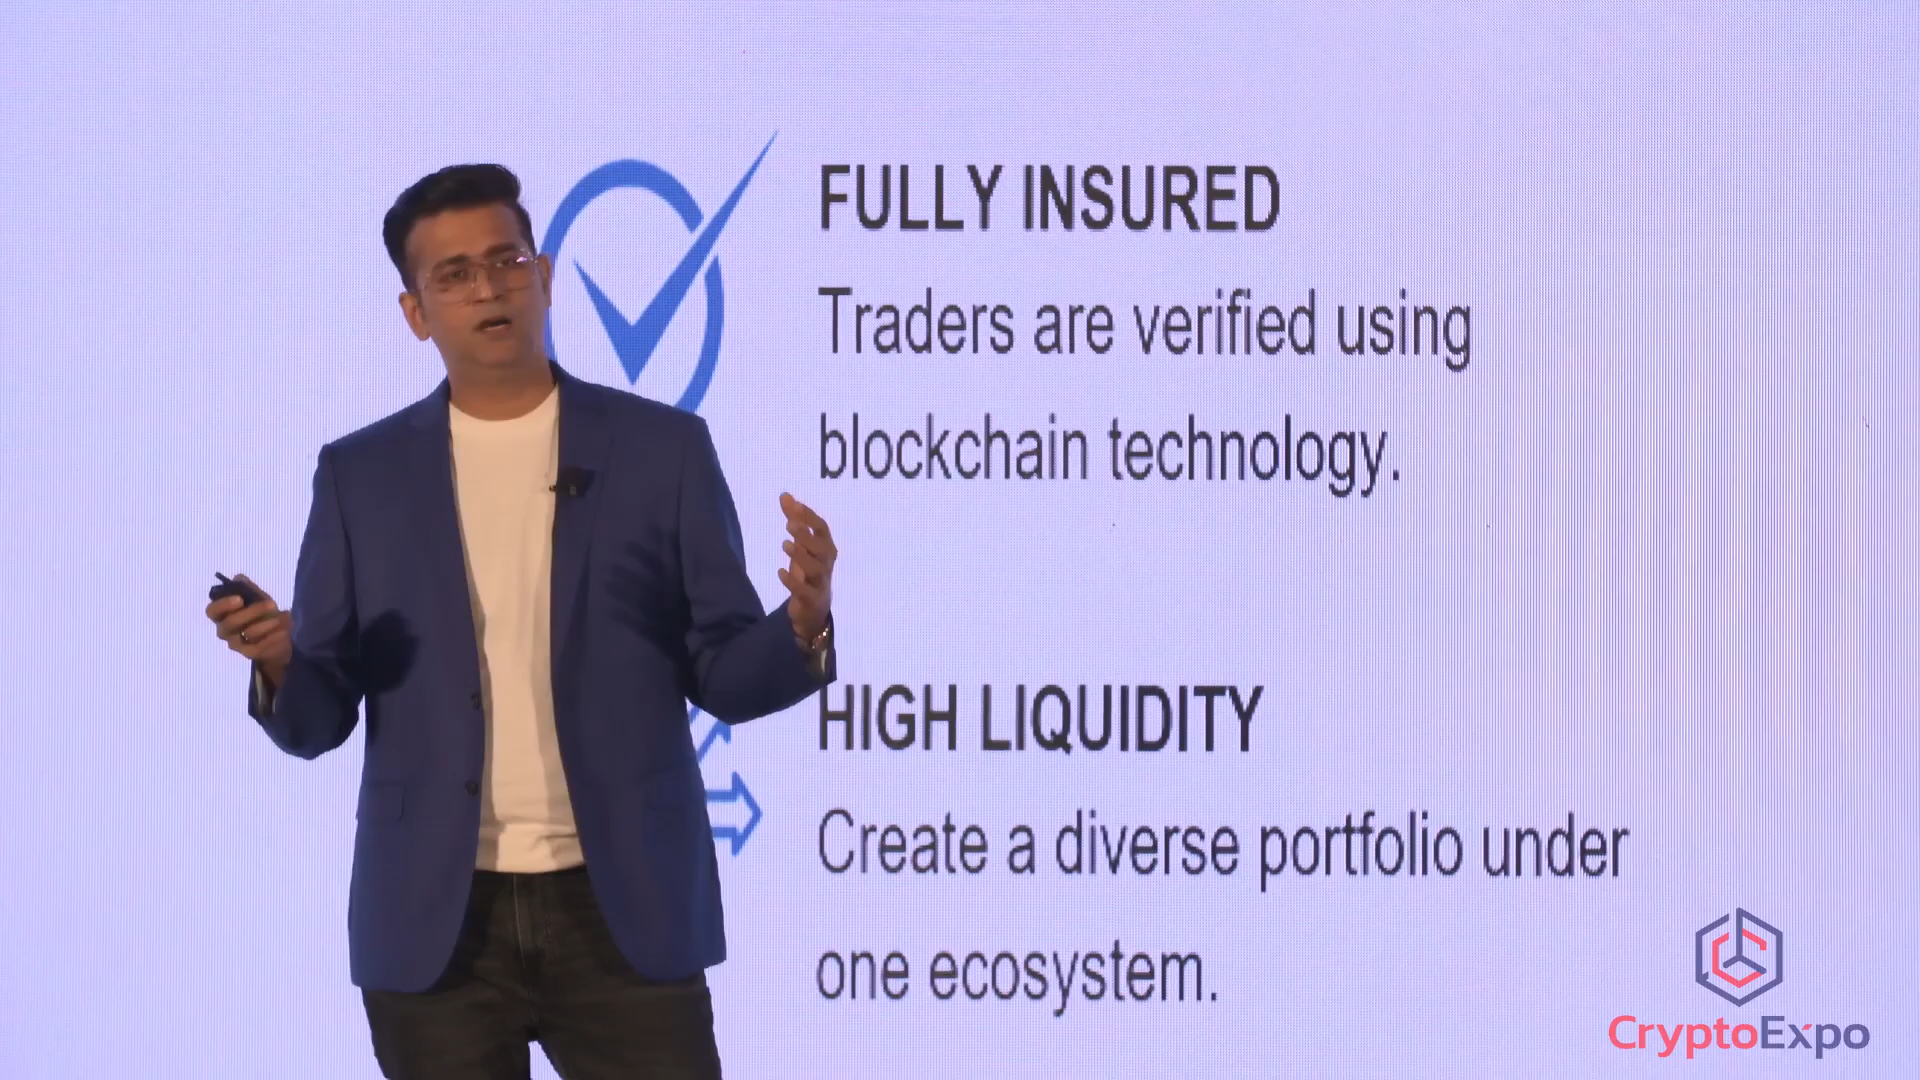 FULLY INSURED
Traders are verified using
blockchain technology.
HIGH LIQUIDITY
Create a diverse portfolio under
one ecosystem.
CryptoExpo